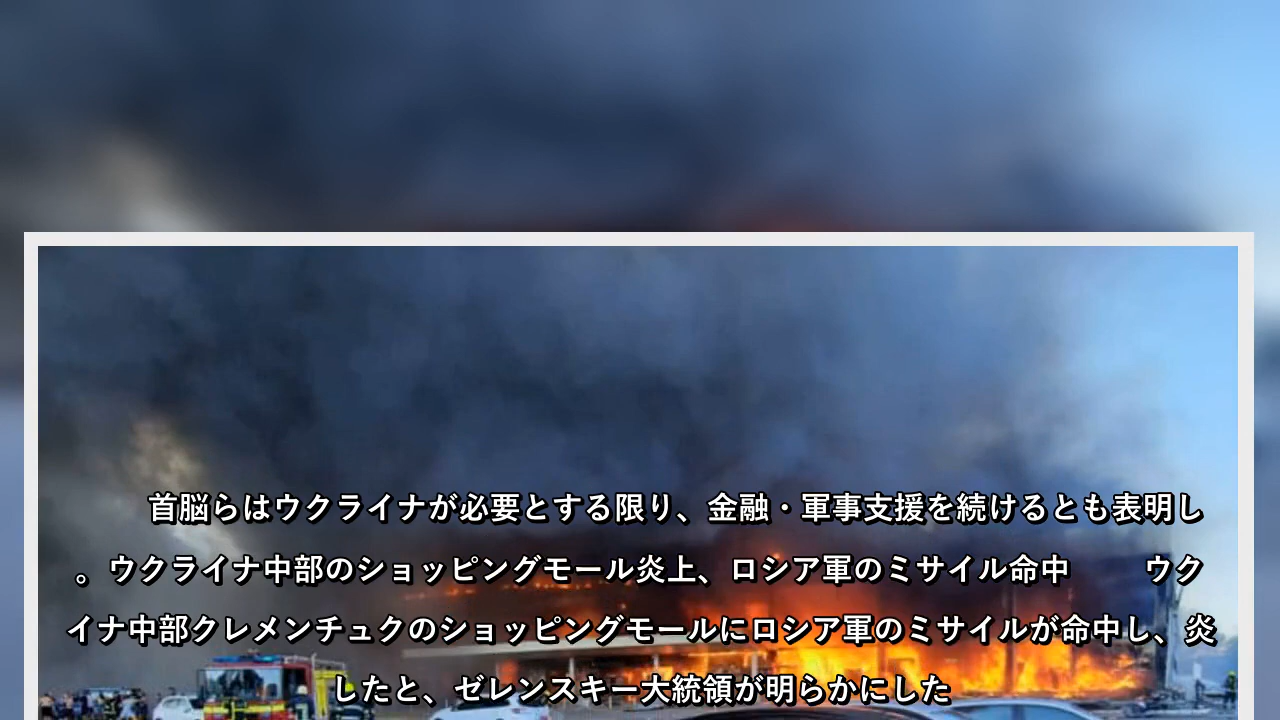 首脳らはウクライナが必要とする限り、金融・軍事支援を続けるとも表明し
。ウクライナ中部のショッピングモール炎上、ロシア軍のミサイル命中　　ウク
イナ中部クレメンチュクのショッピングモールにロシア軍のミサイルが命中し、炎
したと、ゼレンスキー大統領が明らかにした